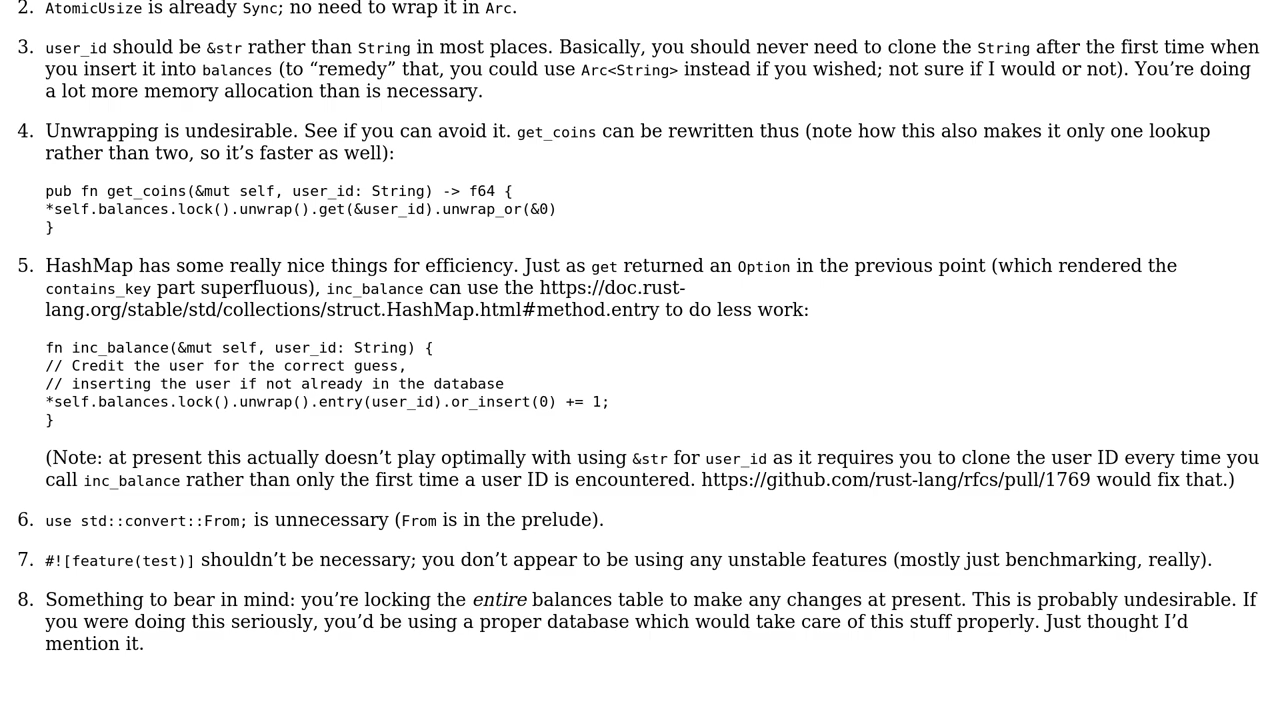 2. AtomicUsize is already Sync; no need to wrap it in Arc.
3. user_id should be &str rather than String in most places. Basically, you should never need to clone the String after the first time when
you insert it into balances (to “remedy” that, you could use Arc<String> instead if you wished; not sure if I would or not). You’re doing
a lot more memory allocation than is necessary.
4. Unwrapping is undesirable. See if you can avoid it. get_coins can be rewritten thus (note how this also makes it only one lookup
rather than two, so it’s faster as well):
pub fn get_coins(&mut self, user_id: String) -> f64 {
*self.balances.lock().unwrap().get(&user_id).unwrap_or(&0)
}
5. HashMap has some really nice things for efficiency. Just as get returned an Option in the previous point (which rendered the
contains_key part superfluous), inc_balance can use the https://doc.rust-
lang.org/stable/std/collections/struct.HashMap.html#method.entry to do less work:
fn inc_balance(&mut self, user_id: String) {
// Credit the user for the correct guess,
// inserting the user if not already in the database
*self.balances.lock().unwrap().entry(user_id).or_insert(0) += 1;
}
(Note: at present this actually doesn’t play optimally with using &str for user_id as it requires you to clone the user ID every time you
call inc_balance rather than only the first time a user ID is encountered. https://github.com/rust-lang/rfcs/pull/1769 would fix that.)
6. use std::convert::From; is unnecessary (From is in the prelude).
7. #![feature(test)] shouldn’t be necessary; you don’t appear to be using any unstable features (mostly just benchmarking, really).
8. Something to bear in mind: you’re locking the entire balances table to make any changes at present. This is probably undesirable. If
you were doing this seriously, you’d be using a proper database which would take care of this stuff properly. Just thought I’d
mention it.